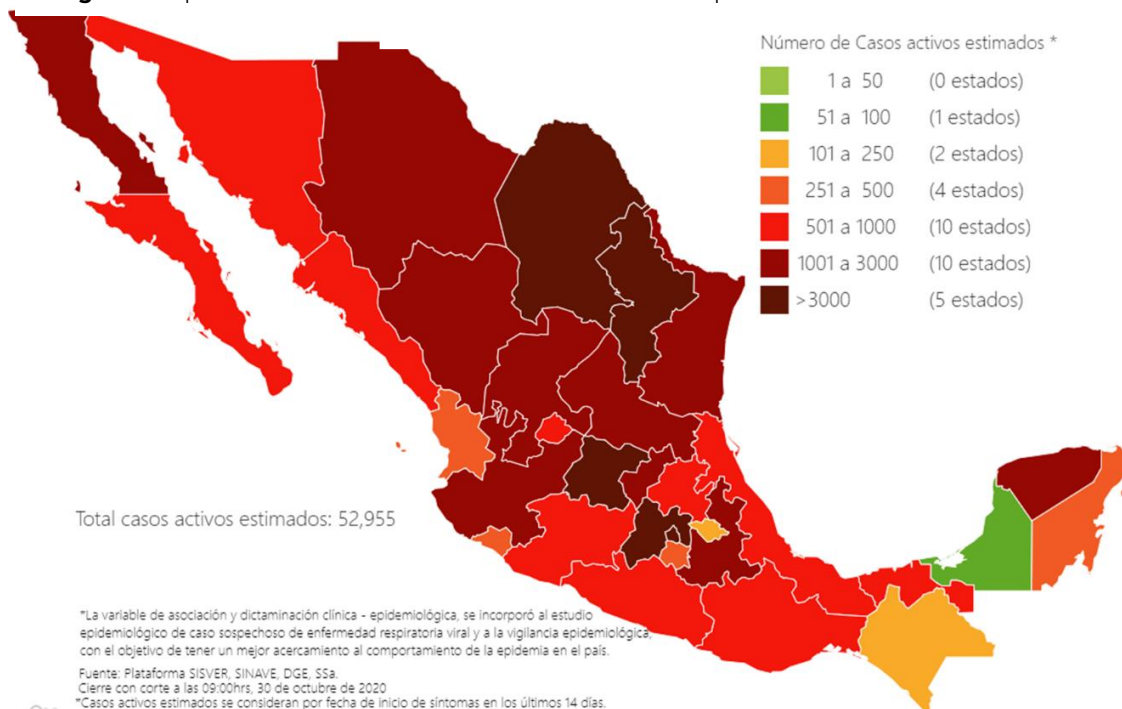 Número de Casos activos estimados *
1 a 50 (0 estados)
51 a 100 (1 estados)
101 a 250 (2 estados)
251 a 500 (4 estados)
501 a 1000 (10 estados)
1001 a 3000 (10 estados)
>3000 (5 estados)
Total casos activos estimados: 52,955
*La variable de asociación y dictaminación clínica - epidemiológica, se incorporó al estudio
epidemiológico de caso sospechoso de enfermedad respiratoria viral y a la vigilancia epidemiológica,
con el objetivo de tener un mejor acercamiento al comportamiento de la epidemia en el país.
Fuente: Plataforma SISVER, SINAVE, DGE, SSa.
Cierre con corte a las 09:00hrs, 30 de octubre de 2020
*Casos activos estimados se consideran por fecha de inicio de síntomas en los últimos 14 días.